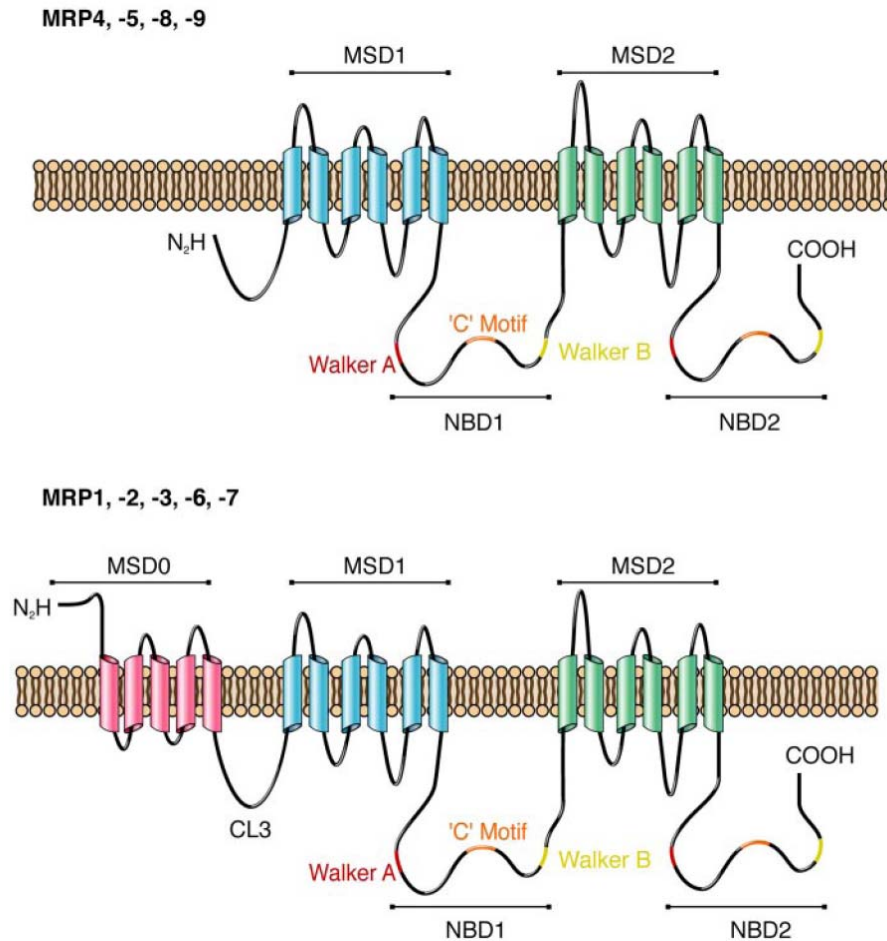 MRP4, -5, -8, -9
MSD1 MSD2
N₂H
COOH
'C' Motif
Walker A Walker B
NBD1 NBD2
MRP1, -2, -3, -6, -7
MSD0 MSD1 MSD2
N₂H
COOH
CL3
'C' Motif
Walker A Walker B
NBD1 NBD2